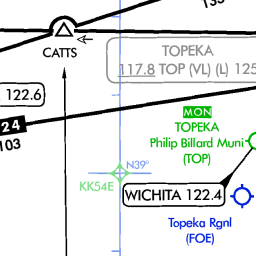 135
CATTS
TOPEKA
117.8 TOP (VL) (L) 125
122.6
24
103
MON
TOPEKA
Philip Billard Muni
(TOP)
N39°
KK54E
WICHITA 122.4
Topeka Rgnl
(FOE)